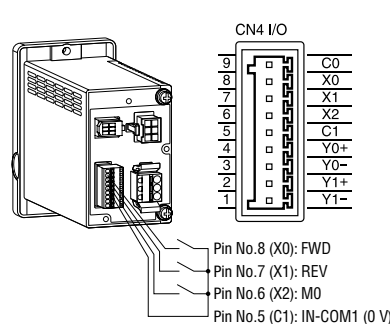 CN4 I/O
9 C0
8 X0
7 X1
6 X2
5 C1
4 Y0+
3 Y0−
2 Y1+
1 Y1−
Pin No.8 (X0): FWD
Pin No.7 (X1): REV
Pin No.6 (X2): M0
Pin No.5 (C1): IN-COM1 (0 V)